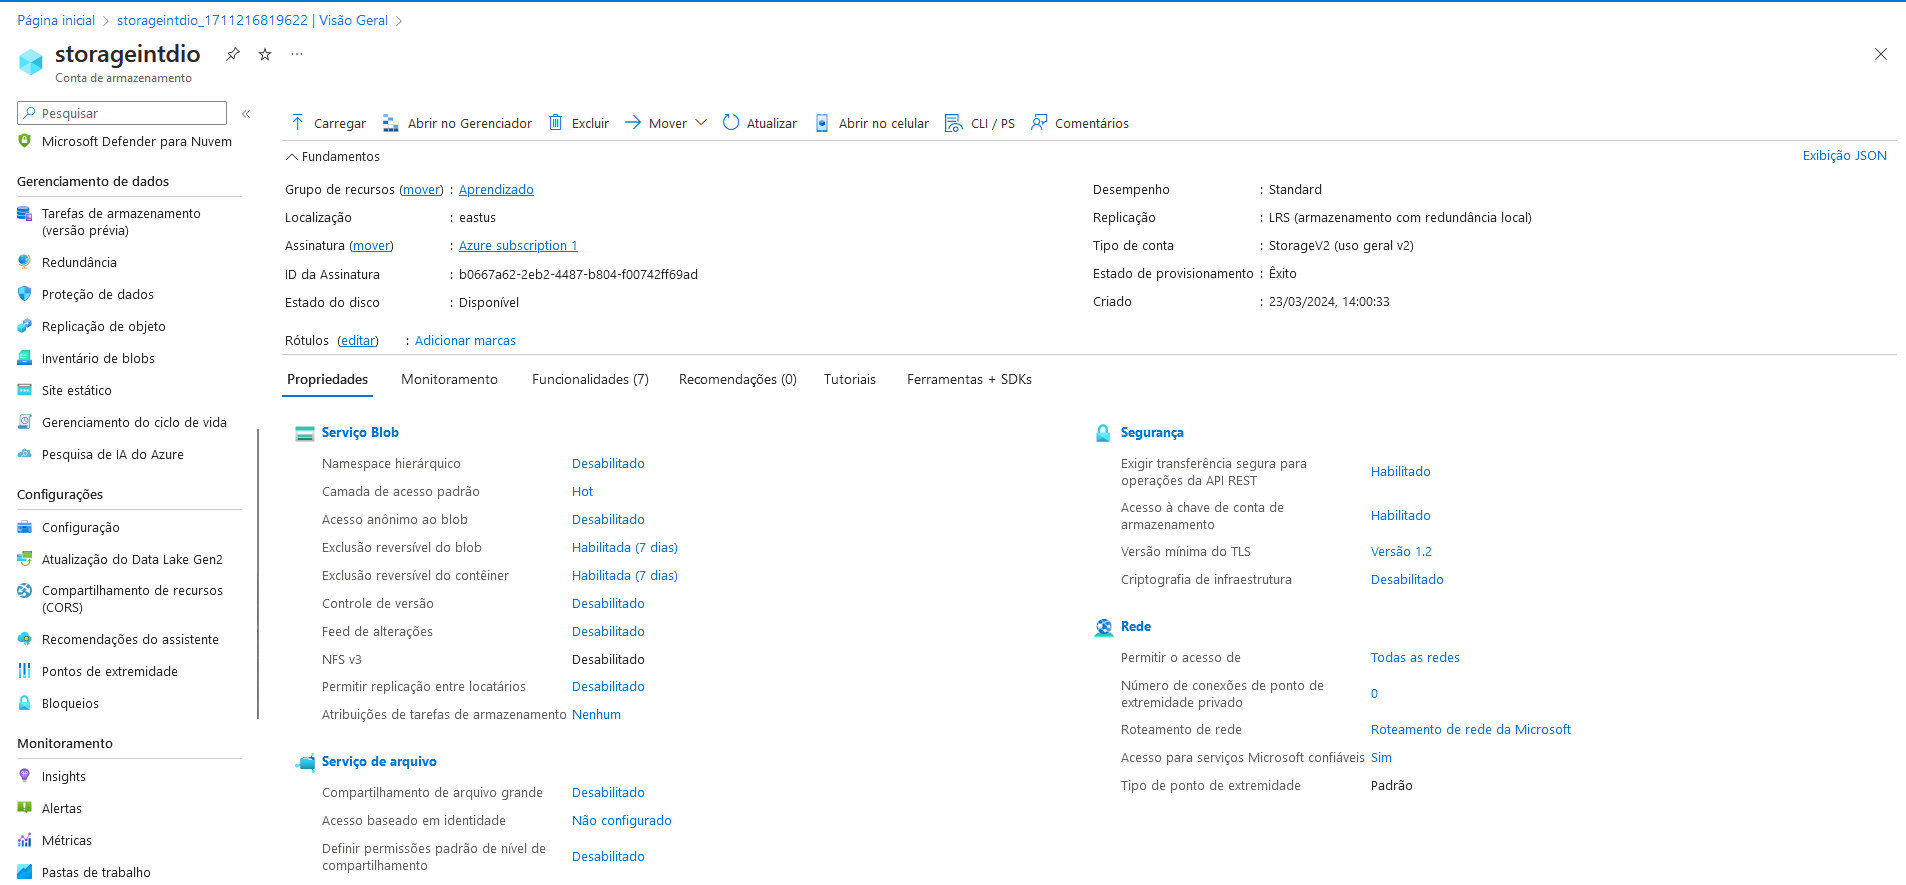 Página inicial > storageintdio_1711216819622 | Visão Geral >
storageintdio
Conta de armazenamento
Pesquisar
Microsoft Defender para Nuvem
Gerenciamento de dados
Tarefas de armazenamento
(versão prévia)
Redundância
Proteção de dados
Replicação de objeto
Inventário de blobs
Site estático
Gerenciamento do ciclo de vida
Pesquisa de IA do Azure
Configurações
Configuração
Atualização do Data Lake Gen2
Compartilhamento de recursos
(CORS)
Recomendações do assistente
Pontos de extremidade
Bloqueios
Monitoramento
Insights
Alertas
Métricas
Pastas de trabalho
Carregar Abrir no Gerenciador Excluir Mover Atualizar Abrir no celular CLI / PS Comentários
Fundamentos
Exibição JSON
Grupo de recursos (mover) : Aprendizado
Localização : eastus
Assinatura (mover) : Azure subscription 1
ID da Assinatura : b0667a62-2eb2-4487-b804-f00742ff69ad
Estado do disco : Disponível
Desempenho : Standard
Replicação : LRS (armazenamento com redundância local)
Tipo de conta : StorageV2 (uso geral v2)
Estado de provisionamento : Êxito
Criado : 23/03/2024, 14:00:33
Rótulos (editar) : Adicionar marcas
Propriedades Monitoramento Funcionalidades (7) Recomendações (0) Tutoriais Ferramentas + SDKs
Serviço Blob
Namespace hierárquico Desabilitado
Camada de acesso padrão Hot
Acesso anônimo ao blob Desabilitado
Exclusão reversível do blob Habilitada (7 dias)
Exclusão reversível do contêiner Habilitada (7 dias)
Controle de versão Desabilitado
Feed de alterações Desabilitado
NFS v3 Desabilitado
Permitir replicação entre locatários Desabilitado
Atribuições de tarefas de armazenamento Nenhum
Serviço de arquivo
Compartilhamento de arquivo grande Desabilitado
Acesso baseado em identidade Não configurado
Definir permissões padrão de nível de
compartilhamento Desabilitado
Segurança
Exigir transferência segura para
operações da API REST Habilitado
Acesso à chave de conta de
armazenamento Habilitado
Versão mínima do TLS Versão 1.2
Criptografia de infraestrutura Desabilitado
Rede
Permitir o acesso de Todas as redes
Número de conexões de ponto de
extremidade privado 0
Roteamento de rede Roteamento de rede da Microsoft
Acesso para serviços Microsoft confiáveis Sim
Tipo de ponto de extremidade Padrão